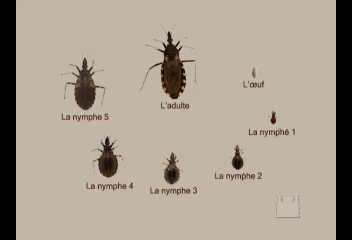 L'adulte
L'œuf
La nymphe 5
La nymphe 1
La nymphe 4
La nymphe 3
La nymphe 2